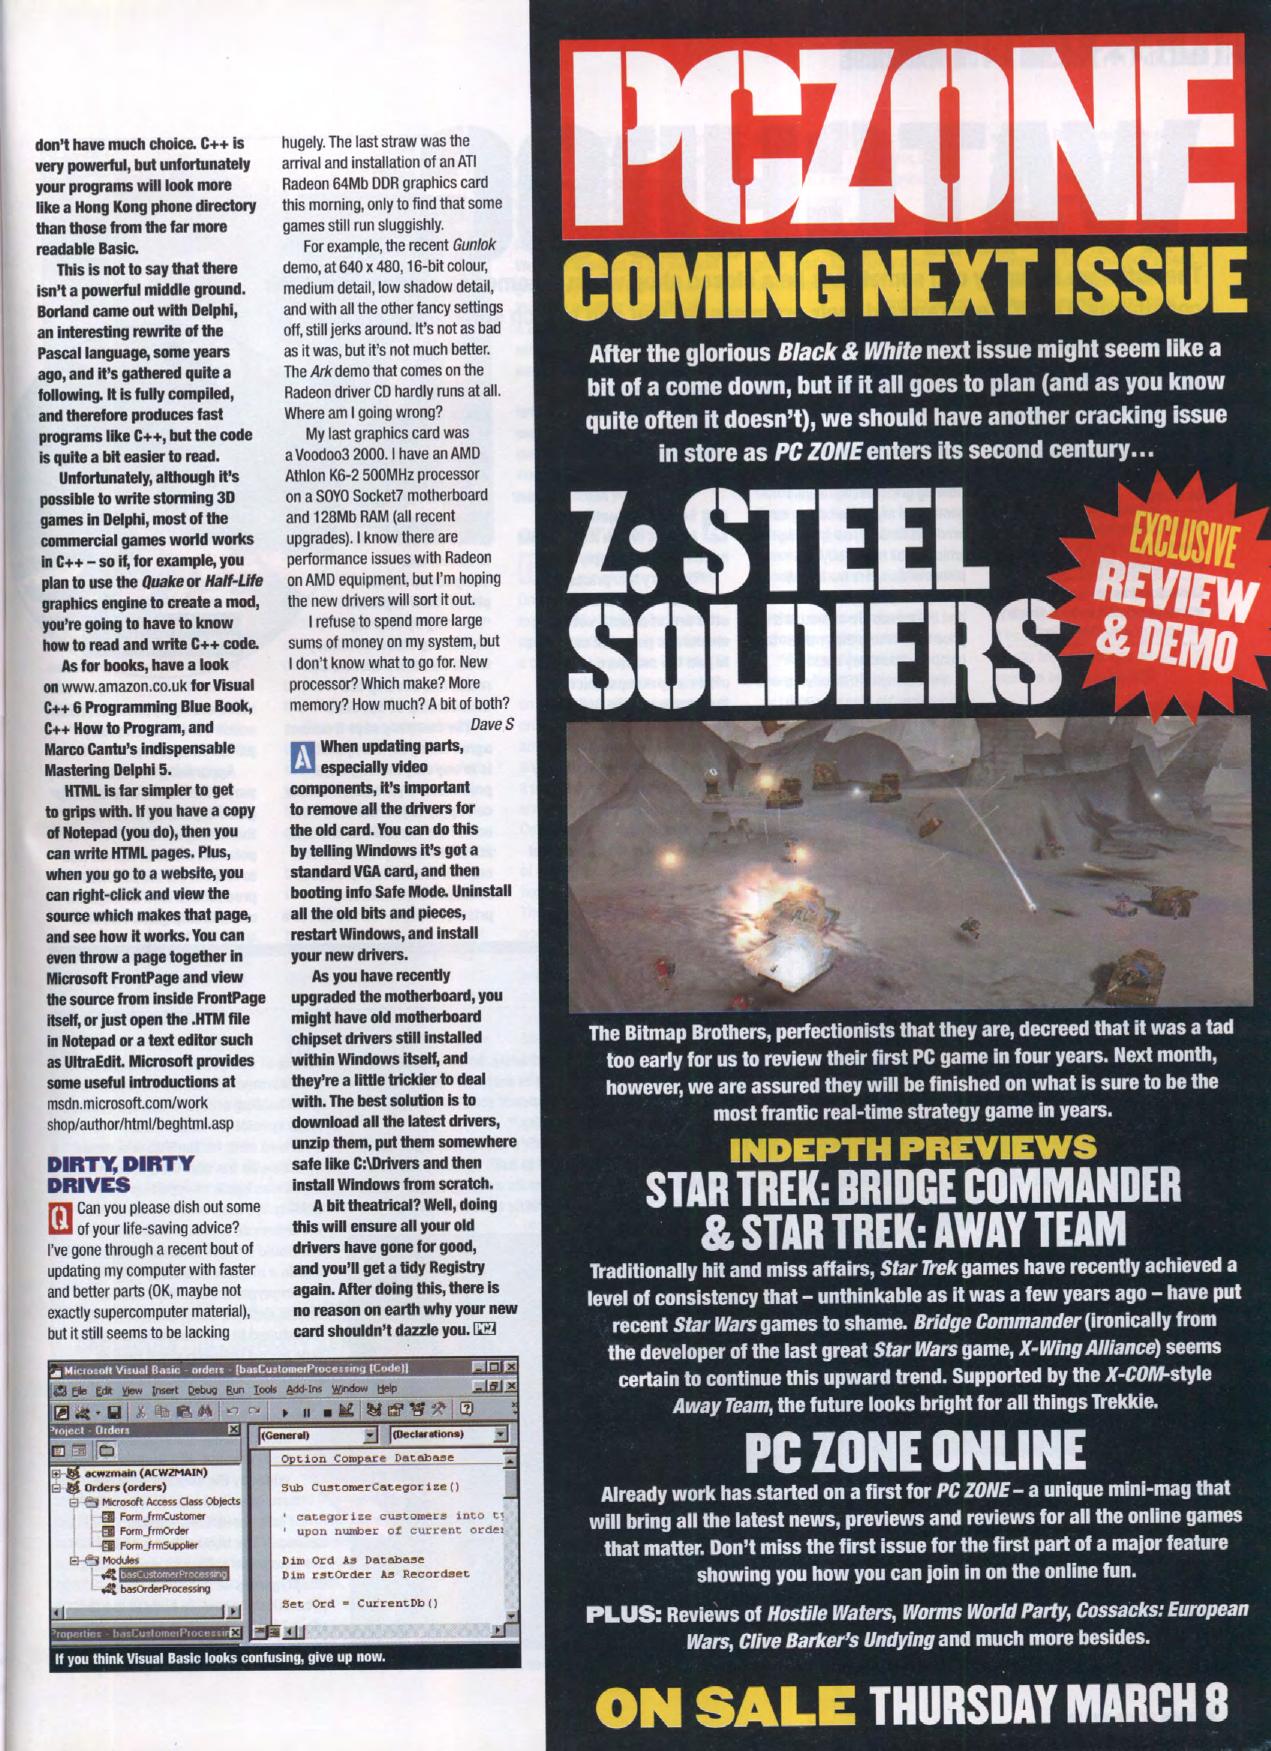 don't have much choice. C++ is
very powerful, but unfortunately
your programs will look more
like a Hong Kong phone directory
than those from the far more
readable Basic.
This is not to say that there
isn't a powerful middle ground.
Borland came out with Delphi,
an interesting rewrite of the
Pascal language, some years
ago, and it's gathered quite a
following. It is fully compiled,
and therefore produces fast
programs like C++, but the code
is quite a bit easier to read.
Unfortunately, although it's
possible to write storming 3D
games in Delphi, most of the
commercial games world works
in C++ – so if, for example, you
plan to use the Quake or Half-Life
graphics engine to create a mod,
you're going to have to know
how to read and write C++ code.
As for books, have a look
on www.amazon.co.uk for Visual
C++ 6 Programming Blue Book,
C++ How to Program, and
Marco Cantu's indispensable
Mastering Delphi 5.
HTML is far simpler to get
to grips with. If you have a copy
of Notepad (you do), then you
can write HTML pages. Plus,
when you go to a website, you
can right-click and view the
source which makes that page,
and see how it works. You can
even throw a page together in
Microsoft FrontPage and view
the source from inside FrontPage
itself, or just open the .HTM file
in Notepad or a text editor such
as UltraEdit. Microsoft provides
some useful introductions at
msdn.microsoft.com/work
shop/author/html/beghtml.asp
DIRTY, DIRTY
DRIVES
Q Can you please dish out some
of your life-saving advice?
I've gone through a recent bout of
updating my computer with faster
and better parts (OK, maybe not
exactly supercomputer material),
but it still seems to be lacking
hugely. The last straw was the
arrival and installation of an ATI
Radeon 64Mb DDR graphics card
this morning, only to find that some
games still run sluggishly.
For example, the recent Gunlok
demo, at 640 x 480, 16-bit colour,
medium detail, low shadow detail,
and with all the other fancy settings
off, still jerks around. It's not as bad
as it was, but it's not much better.
The Ark demo that comes on the
Radeon driver CD hardly runs at all.
Where am I going wrong?
My last graphics card was
a Voodoo3 2000. I have an AMD
Athlon K6-2 500MHz processor
on a SOYO Socket7 motherboard
and 128Mb RAM (all recent
upgrades). I know there are
performance issues with Radeon
on AMD equipment, but I'm hoping
the new drivers will sort it out.
I refuse to spend more large
sums of money on my system, but
I don't know what to go for. New
processor? Which make? More
memory? How much? A bit of both?
Dave S
A When updating parts,
especially video
components, it's important
to remove all the drivers for
the old card. You can do this
by telling Windows it's got a
standard VGA card, and then
booting info Safe Mode. Uninstall
all the old bits and pieces,
restart Windows, and install
your new drivers.
As you have recently
upgraded the motherboard, you
might have old motherboard
chipset drivers still installed
within Windows itself, and
they're a little trickier to deal
with. The best solution is to
download all the latest drivers,
unzip them, put them somewhere
safe like C:\Drivers and then
install Windows from scratch.
A bit theatrical? Well, doing
this will ensure all your old
drivers have gone for good,
and you'll get a tidy Registry
again. After doing this, there is
no reason on earth why your new
card shouldn't dazzle you. PCZ
Microsoft Visual Basic - orders - [basCustomerProcessing [Code]]
File Edit View Insert Debug Run Tools Add-Ins Window Help
Project - Orders
acwzmain (ACWZMAIN)
Orders (orders)
Microsoft Access Class Objects
Form_frmCustomer
Form_frmOrder
Form_frmSupplier
Modules
basCustomerProcessing
basOrderProcessing
Properties - basCustomerProcessin
(General) (Declarations)
Option Compare Database
Sub CustomerCategorize()
' categorize customers into ty
' upon number of current order
Dim Ord As Database
Dim rstOrder As Recordset
Set Ord = CurrentDb()
If you think Visual Basic looks confusing, give up now.
PCZONE
COMING NEXT ISSUE
After the glorious Black & White next issue might seem like a
bit of a come down, but if it all goes to plan (and as you know
quite often it doesn't), we should have another cracking issue
in store as PC ZONE enters its second century...
Z: STEEL
SOLDIERS
EXCLUSIVE
REVIEW
& DEMO
The Bitmap Brothers, perfectionists that they are, decreed that it was a tad
too early for us to review their first PC game in four years. Next month,
however, we are assured they will be finished on what is sure to be the
most frantic real-time strategy game in years.
INDEPTH PREVIEWS
STAR TREK: BRIDGE COMMANDER
& STAR TREK: AWAY TEAM
Traditionally hit and miss affairs, Star Trek games have recently achieved a
level of consistency that – unthinkable as it was a few years ago – have put
recent Star Wars games to shame. Bridge Commander (ironically from
the developer of the last great Star Wars game, X-Wing Alliance) seems
certain to continue this upward trend. Supported by the X-COM-style
Away Team, the future looks bright for all things Trekkie.
PC ZONE ONLINE
Already work has started on a first for PC ZONE – a unique mini-mag that
will bring all the latest news, previews and reviews for all the online games
that matter. Don't miss the first issue for the first part of a major feature
showing you how you can join in on the online fun.
PLUS: Reviews of Hostile Waters, Worms World Party, Cossacks: European
Wars, Clive Barker's Undying and much more besides.
ON SALE THURSDAY MARCH 8